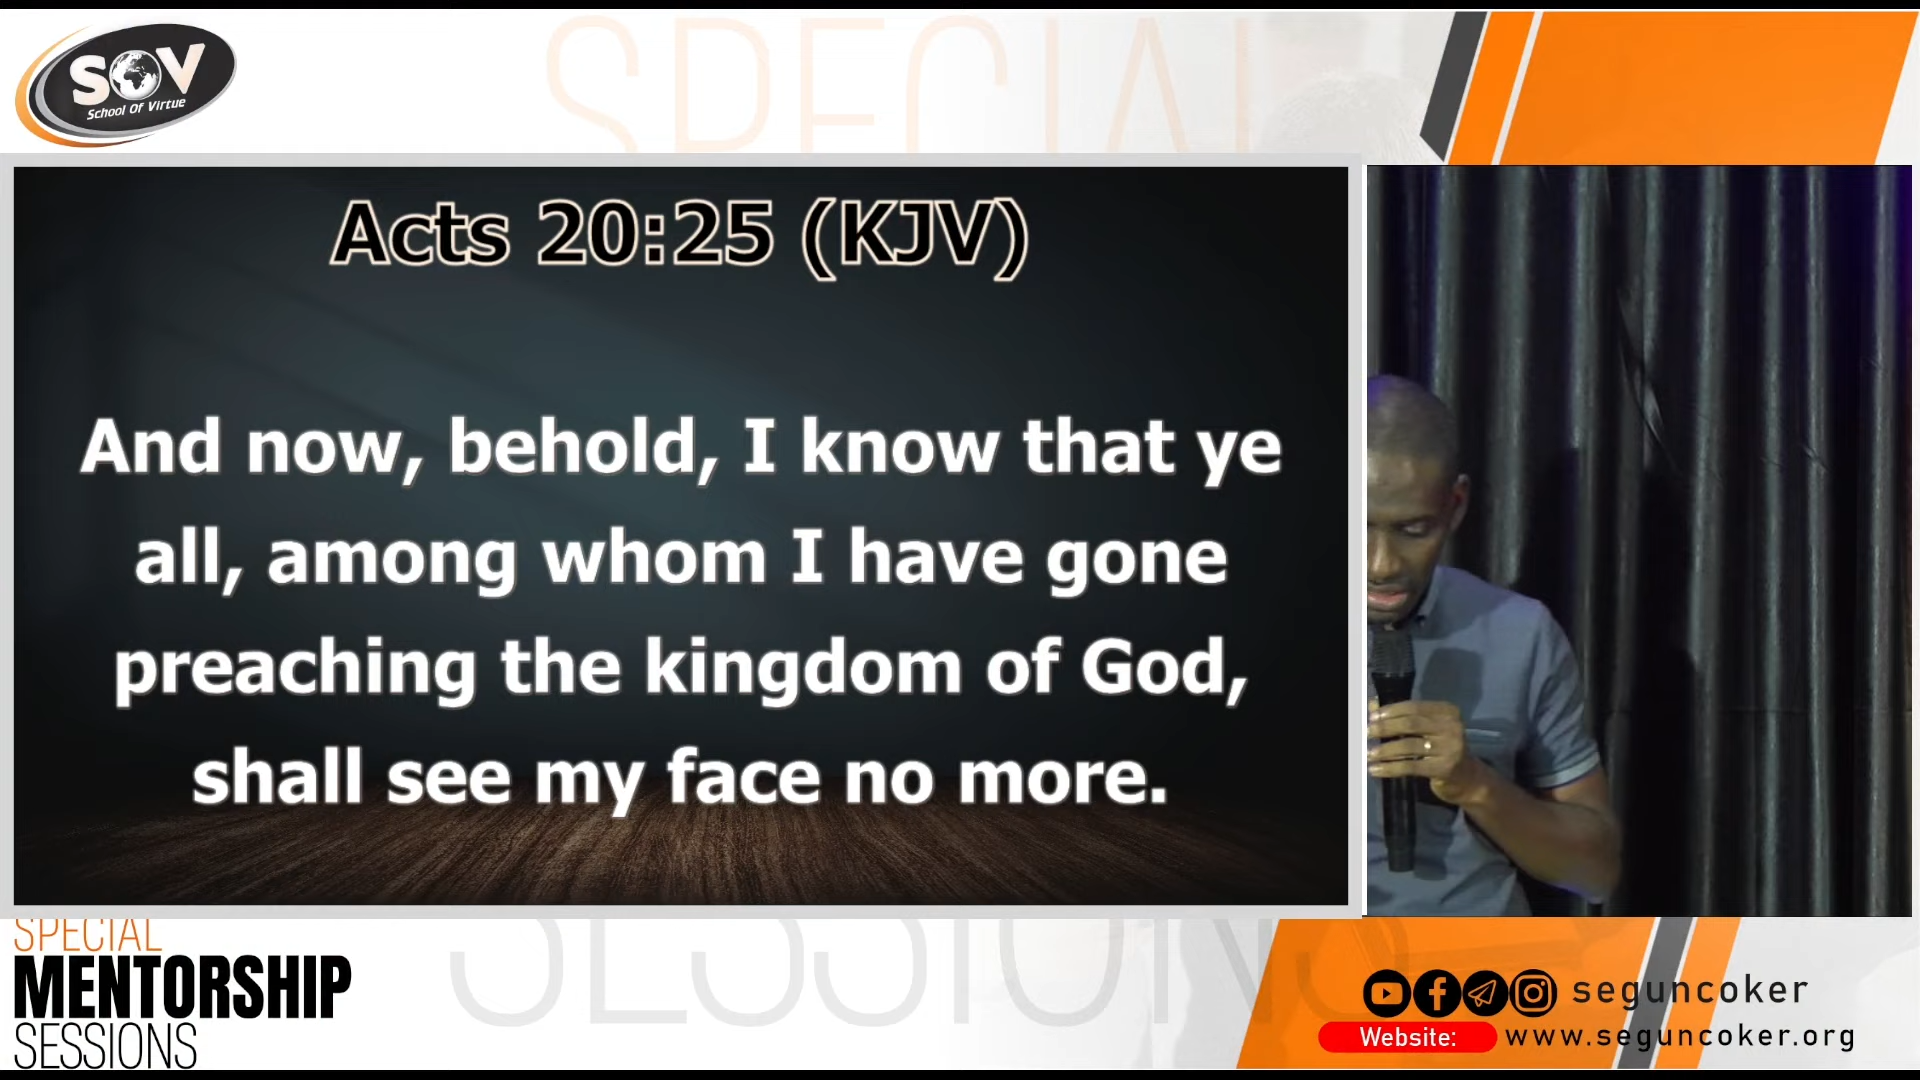 SPECIAL
SOV
School Of Virtue
Acts 20:25 (KJV)
And now, behold, I know that ye
all, among whom I have gone
preaching the kingdom of God,
shall see my face no more.
SPECIAL
MENTORSHIP
SESSIONS
SESSIONS
seguncoker
Website: www.seguncoker.org